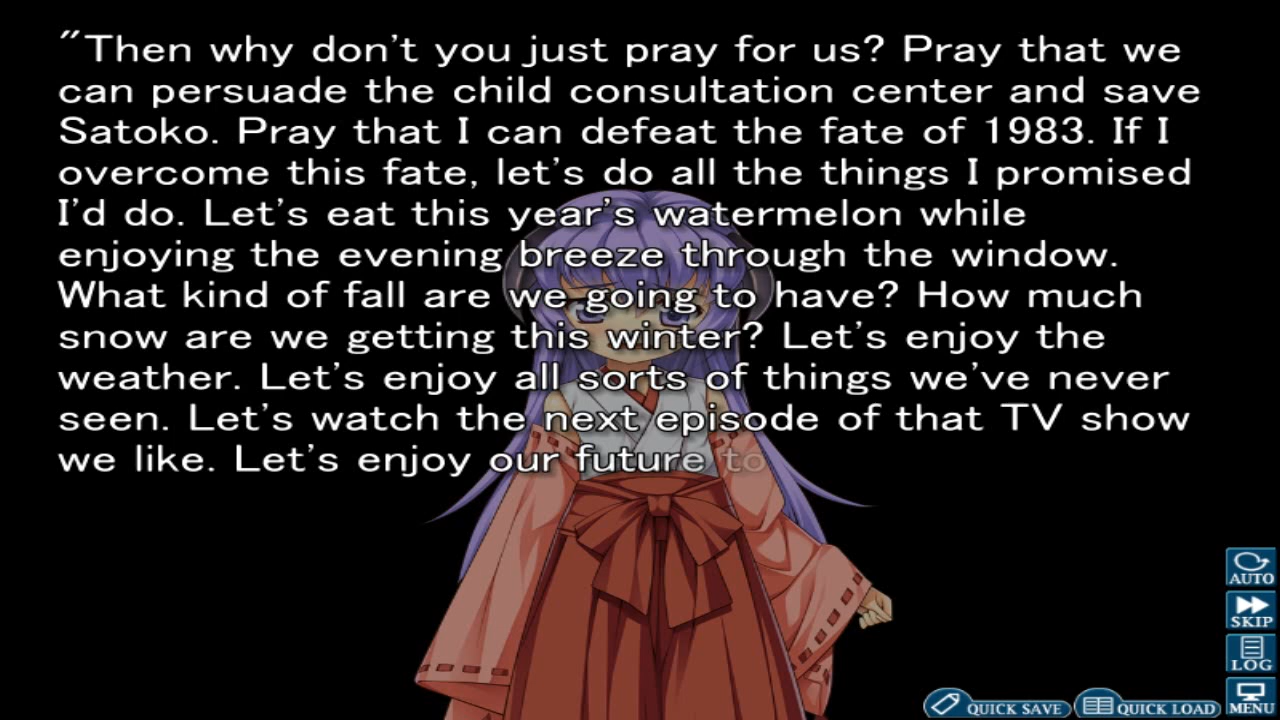 "Then why don't you just pray for us? Pray that we
can persuade the child consultation center and save
Satoko. Pray that I can defeat the fate of 1983. If I
overcome this fate, let's do all the things I promised
I'd do. Let's eat this year's watermelon while
enjoying the evening breeze through the window.
What kind of fall are we going to have? How much
snow are we getting this winter? Let's enjoy the
weather. Let's enjoy all sorts of things we've never
seen. Let's watch the next episode of that TV show
we like. Let's enjoy our future to
AUTO
SKIP
LOG
MENU
QUICK SAVE
QUICK LOAD